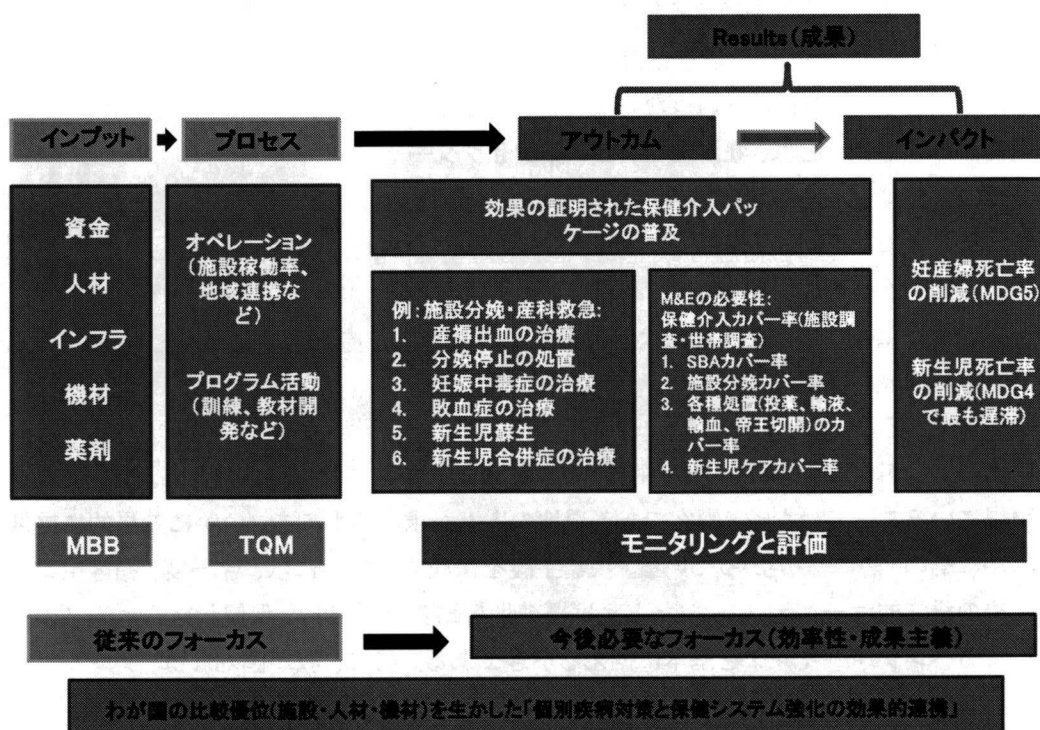 Results(成果)
インプット
プロセス
アウトカム
インパクト
資金
人材
インフラ
機材
薬剤
オペレーション
(施設稼働率、
地域連携な
ど)
プログラム活動
(訓練、教材開
発など)
効果の証明された保健介入パッ
ケージの普及
例:施設分娩・産科救急:
1. 産褥出血の治療
2. 分娩停止の処置
3. 妊娠中毒症の治療
4. 敗血症の治療
5. 新生児蘇生
6. 新生児合併症の治療
M&Eの必要性:
保健介入カバー率(施設調
査・世帯調査)
1. SBAカバー率
2. 施設分娩カバー率
3. 各種処置(投薬、輸液、
輸血、帝王切開)のカ
バー率
4. 新生児ケアカバー率
妊産婦死亡率
の削減(MDG5)
新生児死亡率
の削減(MDG4
で最も遅滞)
MBB
TQM
モニタリングと評価
従来のフォーカス
今後必要なフォーカス(効率性・成果主義)
わが国の比較優位(施設・人材・機材)を生かした「個別疾病対策と保健システム強化の効果的連携」